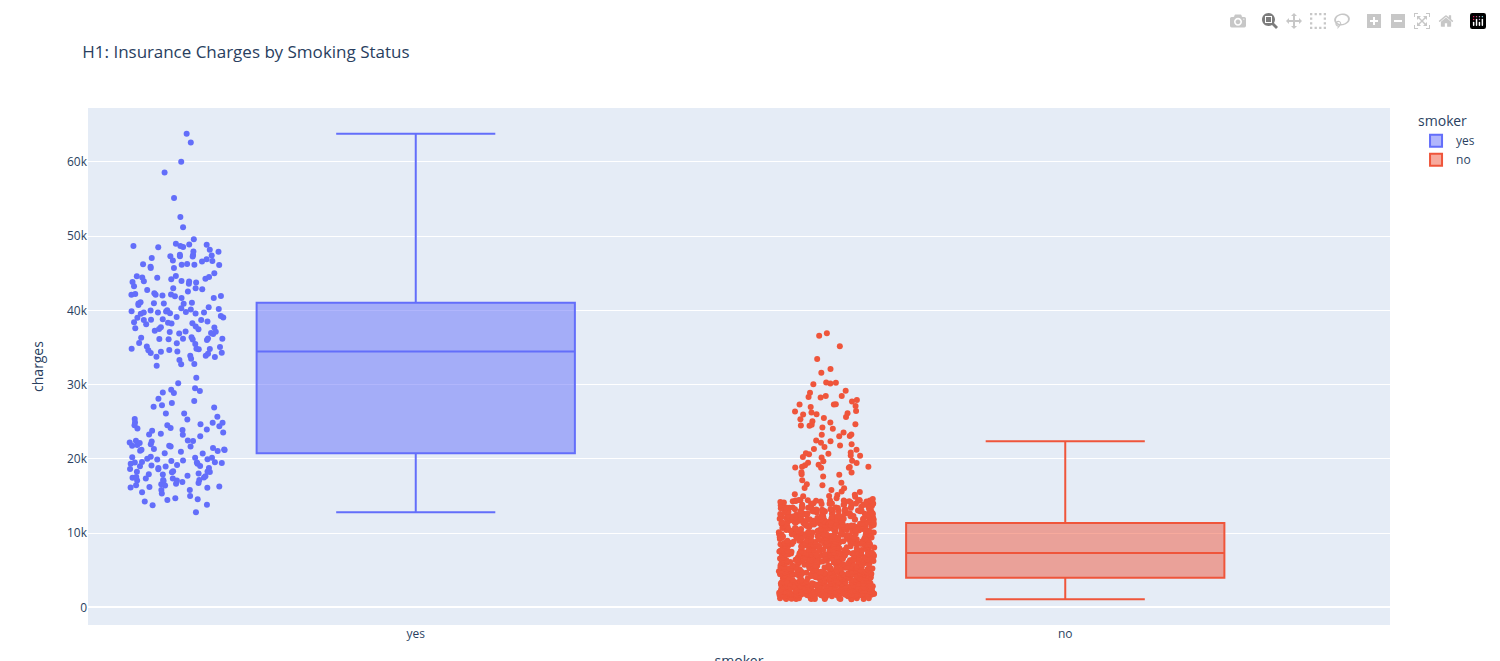 H1: Insurance Charges by Smoking Status
smoker
yes
no
60k
50k
40k
30k
20k
10k
0
charges
yes
no
smoker